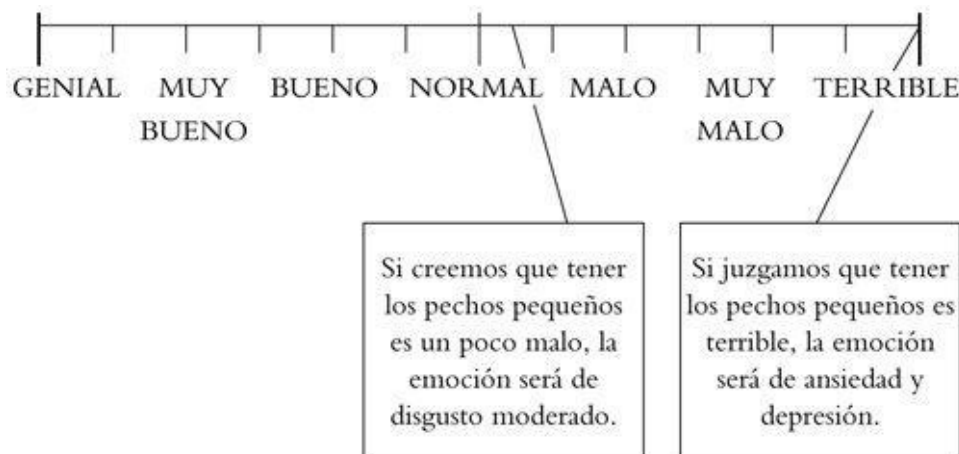 GENIAL MUY BUENO NORMAL MALO MUY TERRIBLE
BUENO MALO
Si creemos que tener
los pechos pequeños
es un poco malo, la
emoción será de
disgusto moderado.
Si juzgamos que tener
los pechos pequeños es
terrible, la emoción
será de ansiedad y
depresión.